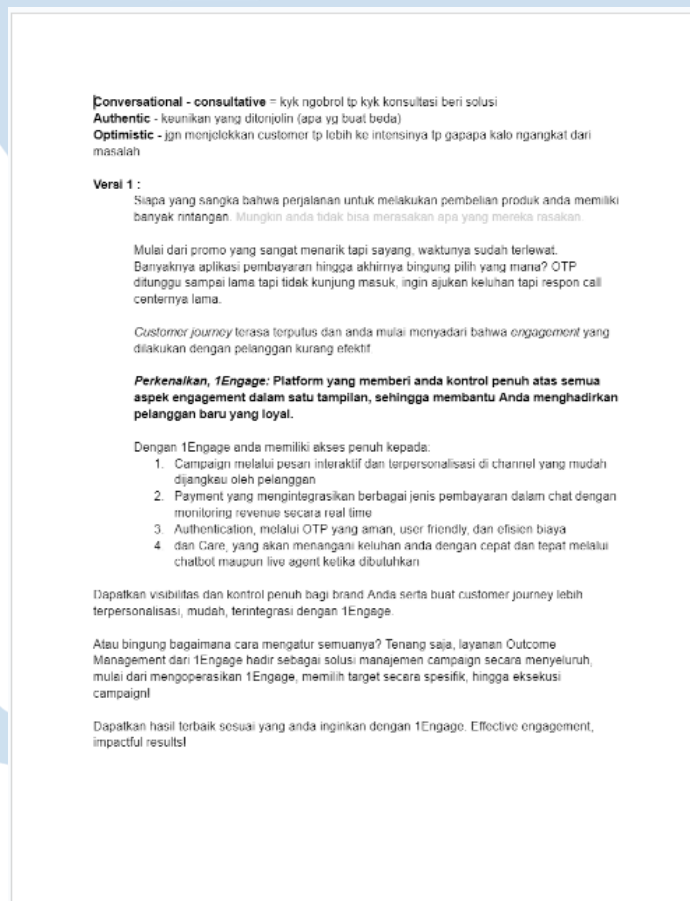 Conversational - consultative = kyk ngobrol tp kyk konsultasi beri solusi
Authentic - keunikan yang ditonjolin (apa yg buat beda)
Optimistic - jgn menjelekkan customer tp lebih ke intensinya tp gapapa kalo ngangkat dari
masalah
Versi 1 :
Siapa yang sangka bahwa perjalanan untuk melakukan pembelian produk anda memiliki
banyak rintangan. Mungkin anda tidak bisa merasakan apa yang mereka rasakan.
Mulai dari promo yang sangat menarik tapi sayang, waktunya sudah terlewat.
Banyaknya aplikasi pembayaran hingga akhirnya bingung pilih yang mana? OTP
ditunggu sampai lama tapi tidak kunjung masuk, ingin ajukan keluhan tapi respon call
centernya lama.
Customer journey terasa terputus dan anda mulai menyadari bahwa engagement yang
dilakukan dengan pelanggan kurang efektif
Perkenalkan, 1Engage: Platform yang memberi anda kontrol penuh atas semua
aspek engagement dalam satu tampilan, sehingga membantu Anda menghadirkan
pelanggan baru yang loyal.
Dengan 1Engage anda memiliki akses penuh kepada:
1. Campaign melalui pesan interaktif dan terpersonalisasi di channel yang mudah
dijangkau oleh pelanggan
2. Payment yang mengintegrasikan berbagai jenis pembayaran dalam chat dengan
monitoring revenue secara real time
3. Authentication, melalui OTP yang aman, user friendly, dan efisien biaya
4. dan Care, yang akan menangani keluhan anda dengan cepat dan tepat melalui
chatbot maupun live agent ketika dibutuhkan
Dapatkan visibilitas dan kontrol penuh bagi brand Anda serta buat customer journey lebih
terpersonalisasi, mudah, terintegrasi dengan 1Engage.
Atau bingung bagaimana cara mengatur semuanya? Tenang saja, layanan Outcome
Management dari 1Engage hadir sebagai solusi manajemen campaign secara menyeluruh,
mulai dari mengoperasikan 1Engage, memilih target secara spesifik, hingga eksekusi
campaign!
Dapatkan hasil terbaik sesuai yang anda inginkan dengan 1Engage. Effective engagement,
impactful results!